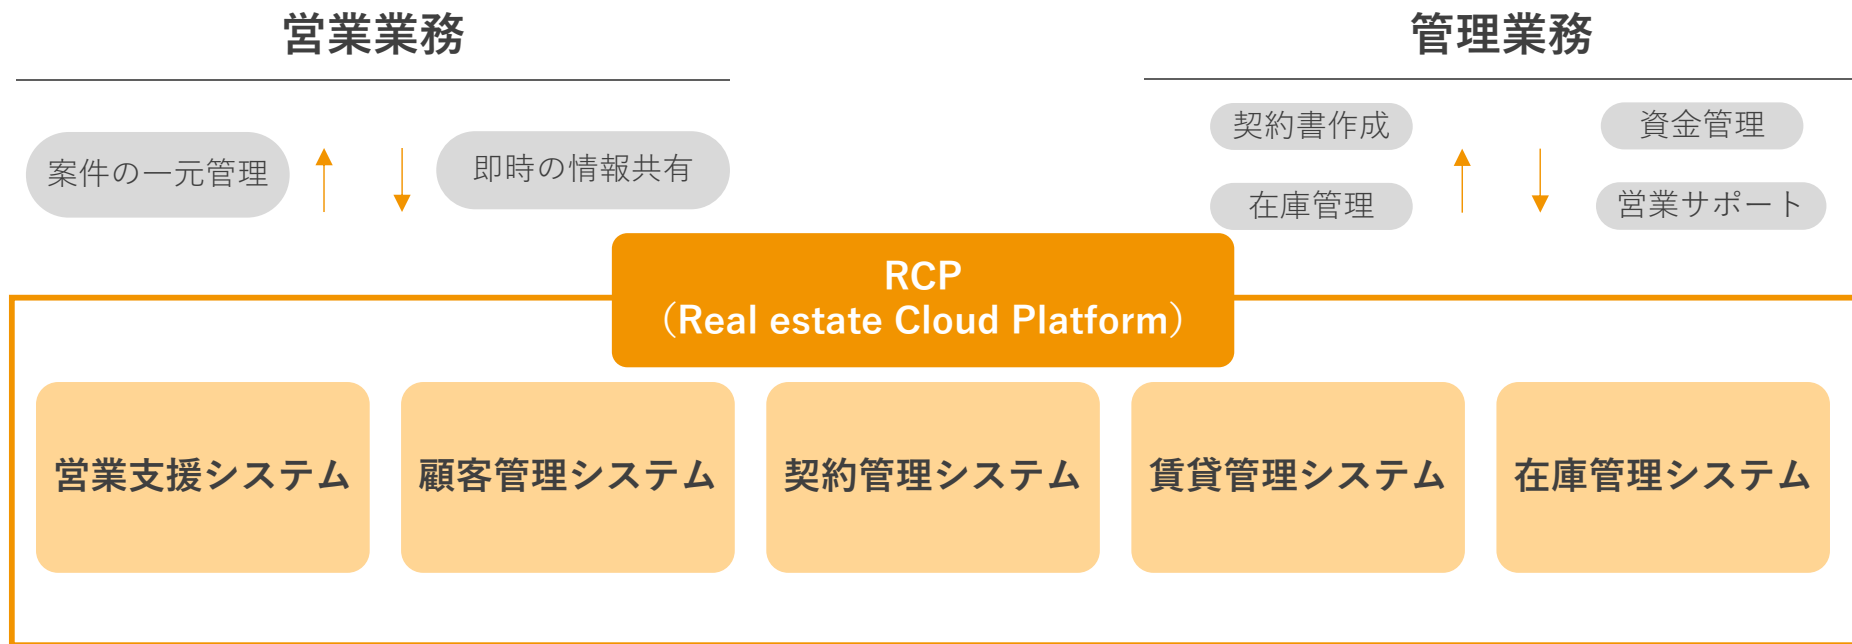 営業業務
管理業務
案件の一元管理
即時の情報共有
契約書作成
資金管理
在庫管理
営業サポート
RCP
（Real estate Cloud Platform）
営業支援システム
顧客管理システム
契約管理システム
賃貸管理システム
在庫管理システム